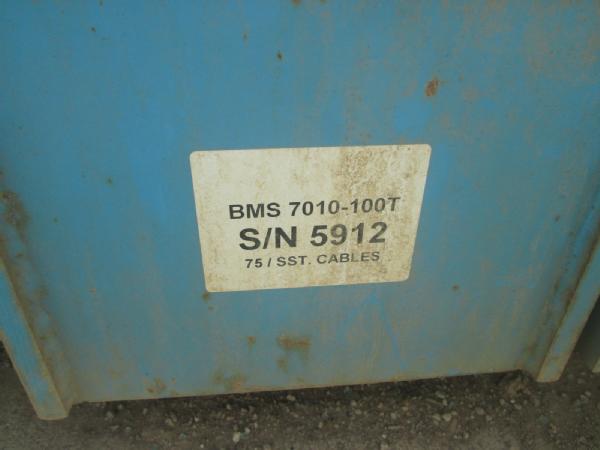 BMS 7010-100T
S/N 5912
75 / SST. CABLES